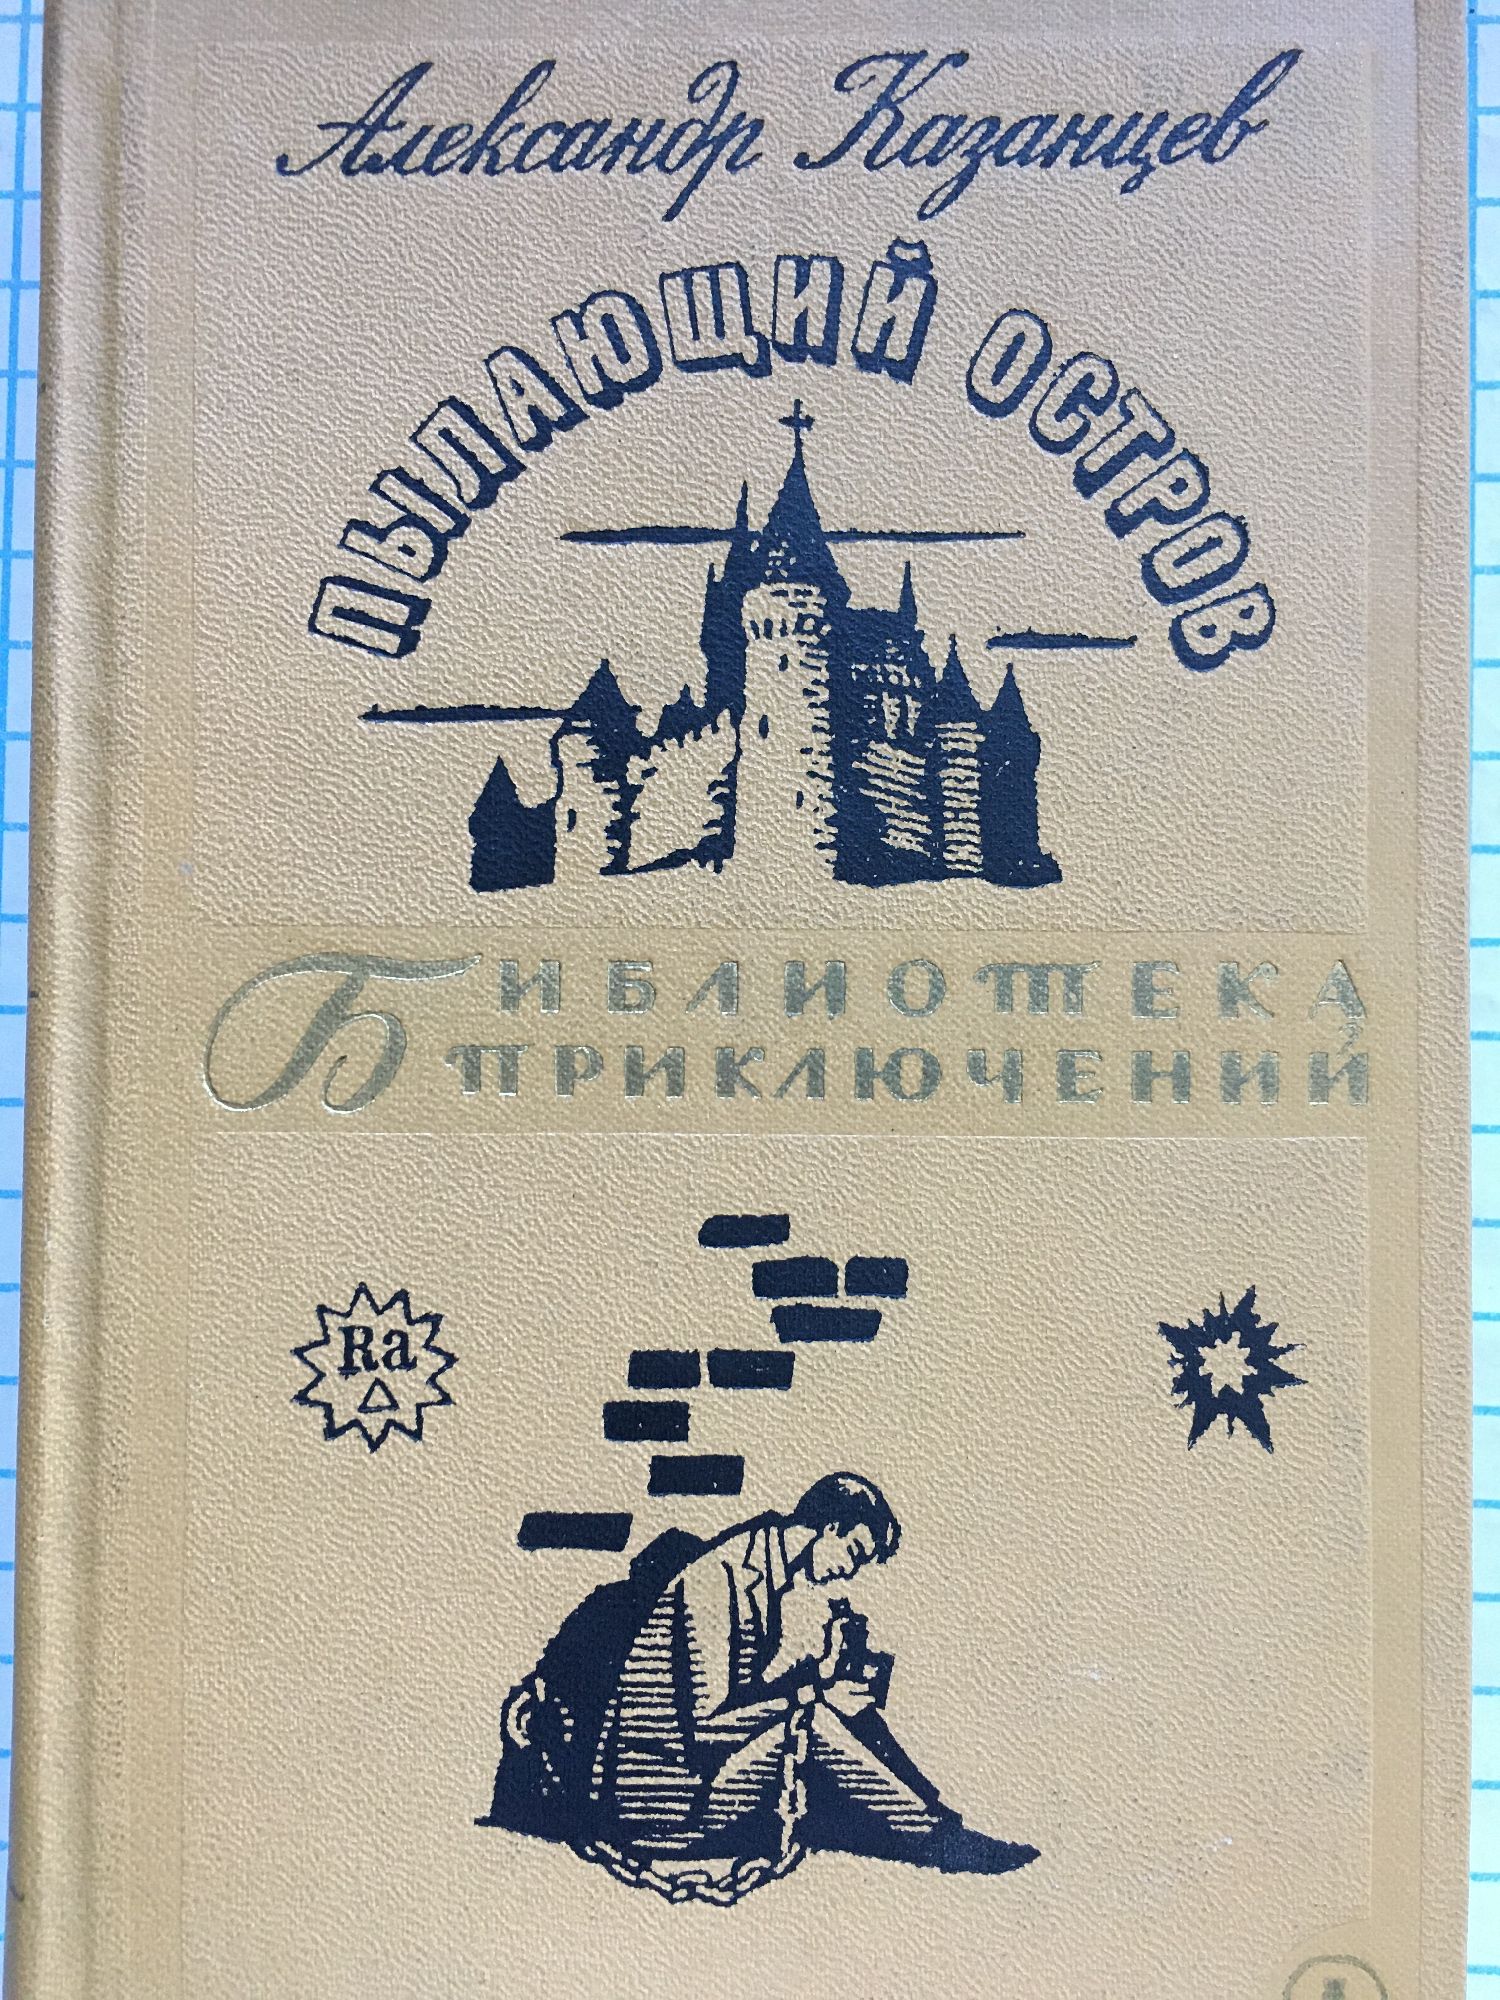 Александр Казанцев
ПЫЛАЮЩИЙ ОСТРОВ
БИБЛИОТЕКА
ПРИКЛЮЧЕНИЙ
Ra